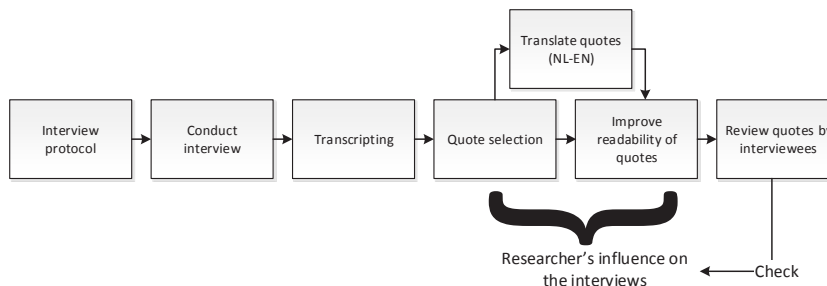 Translate quotes
(NL-EN)
Interview
protocol
Conduct
interview
Transcripting
Quote selection
Improve
readability of
quotes
Review quotes by
interviewees
Researcher's influence on
the interviews
Check